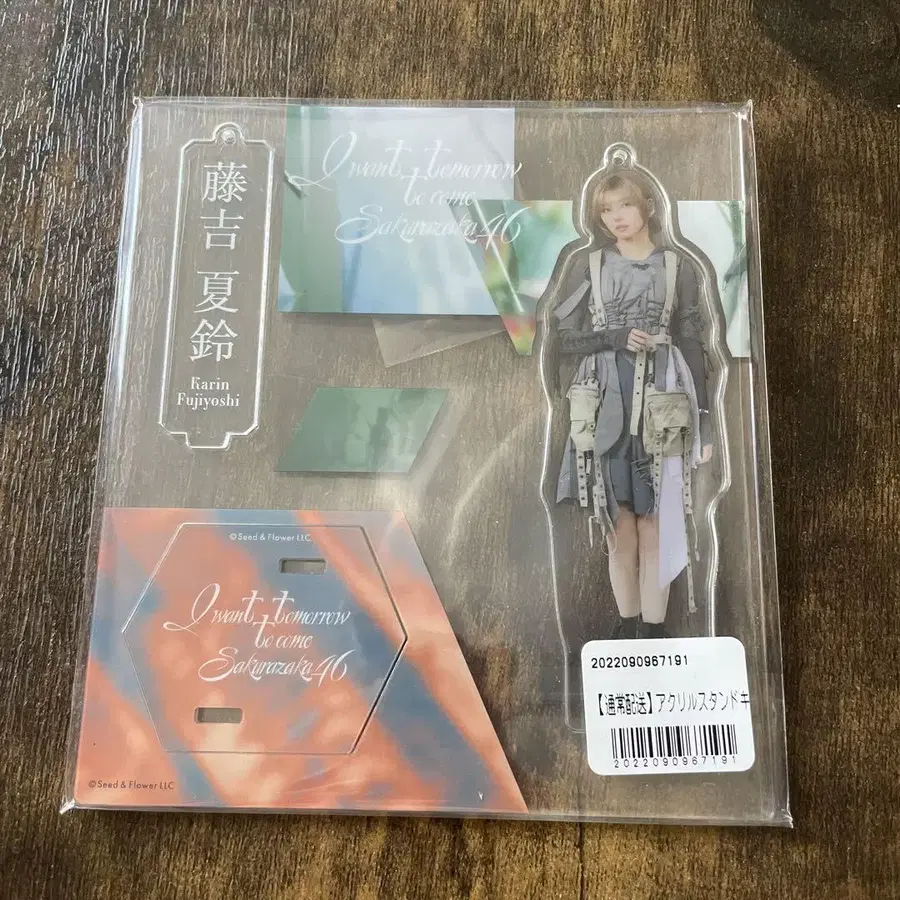 藤吉 夏鈴
Karin
Fujiyoshi
I want tomorrow
to come
Sakurazaka46
©Seed & Flower LLC
I want tomorrow
to come
Sakurazaka46
©Seed & Flower LLC
2022090967191
【通常配送】アクリルスタンドキ
2022090967191